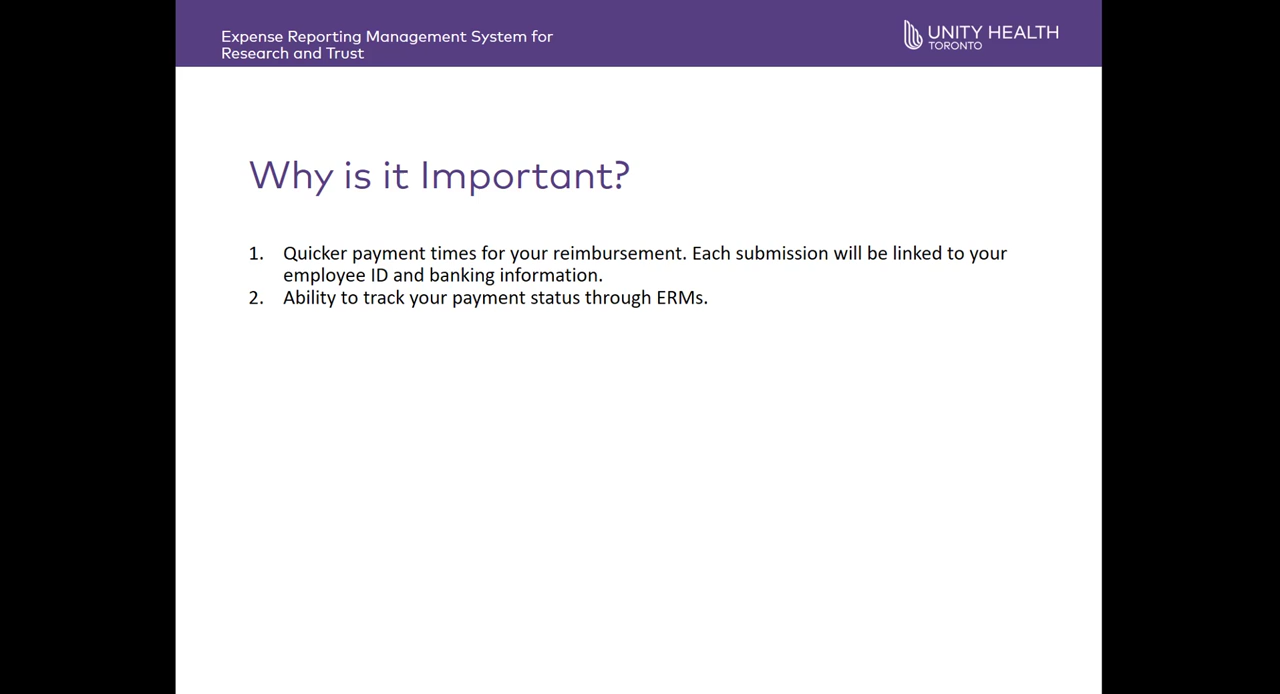 Expense Reporting Management System for
Research and Trust
UNITY HEALTH
TORONTO
Why is it Important?
1. Quicker payment times for your reimbursement. Each submission will be linked to your
employee ID and banking information.
2. Ability to track your payment status through ERMs.